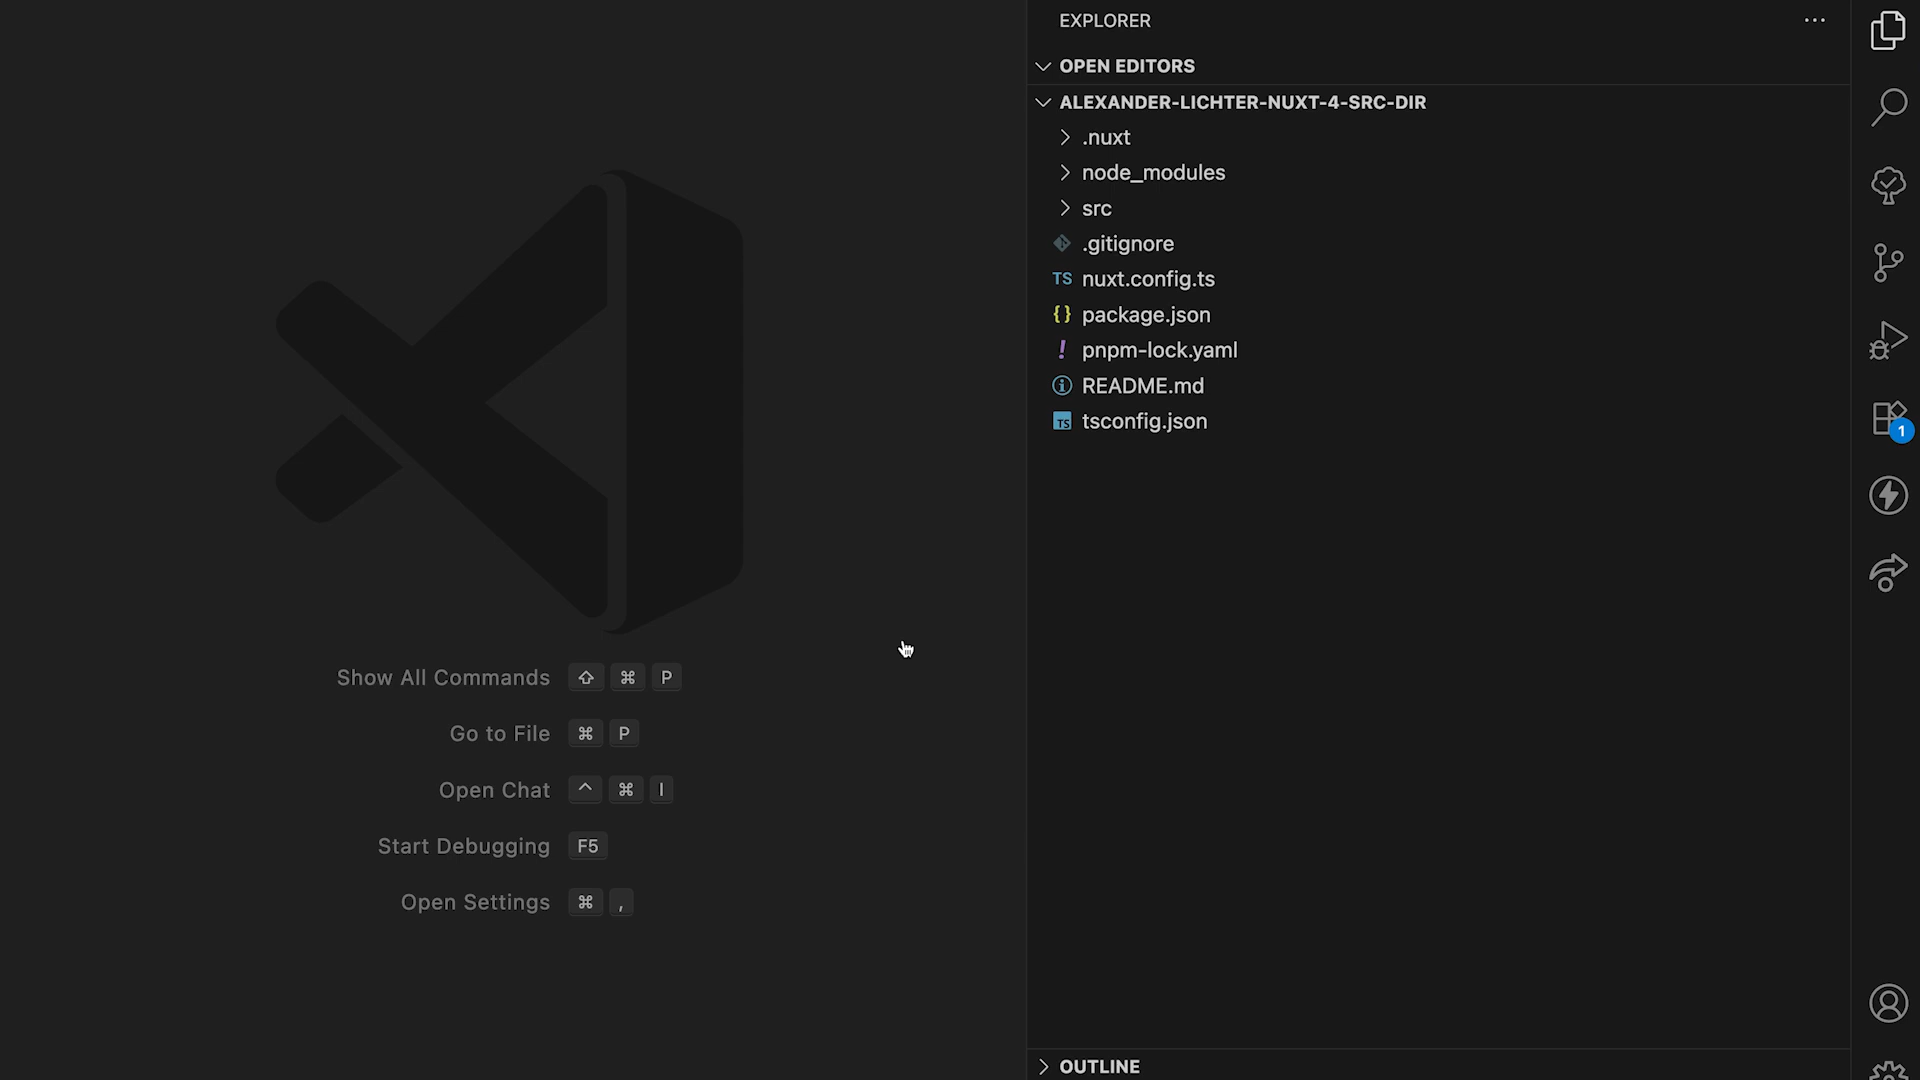 EXPLORER
OPEN EDITORS
ALEXANDER-LICHTER-NUXT-4-SRC-DIR
.nuxt
node_modules
src
.gitignore
TS nuxt.config.ts
{} package.json
! pnpm-lock.yaml
README.md
TS tsconfig.json
1
Show All Commands ⇧ ⌘ P
Go to File ⌘ P
Open Chat ^ ⌘ I
Start Debugging F5
Open Settings ⌘ ,
OUTLINE